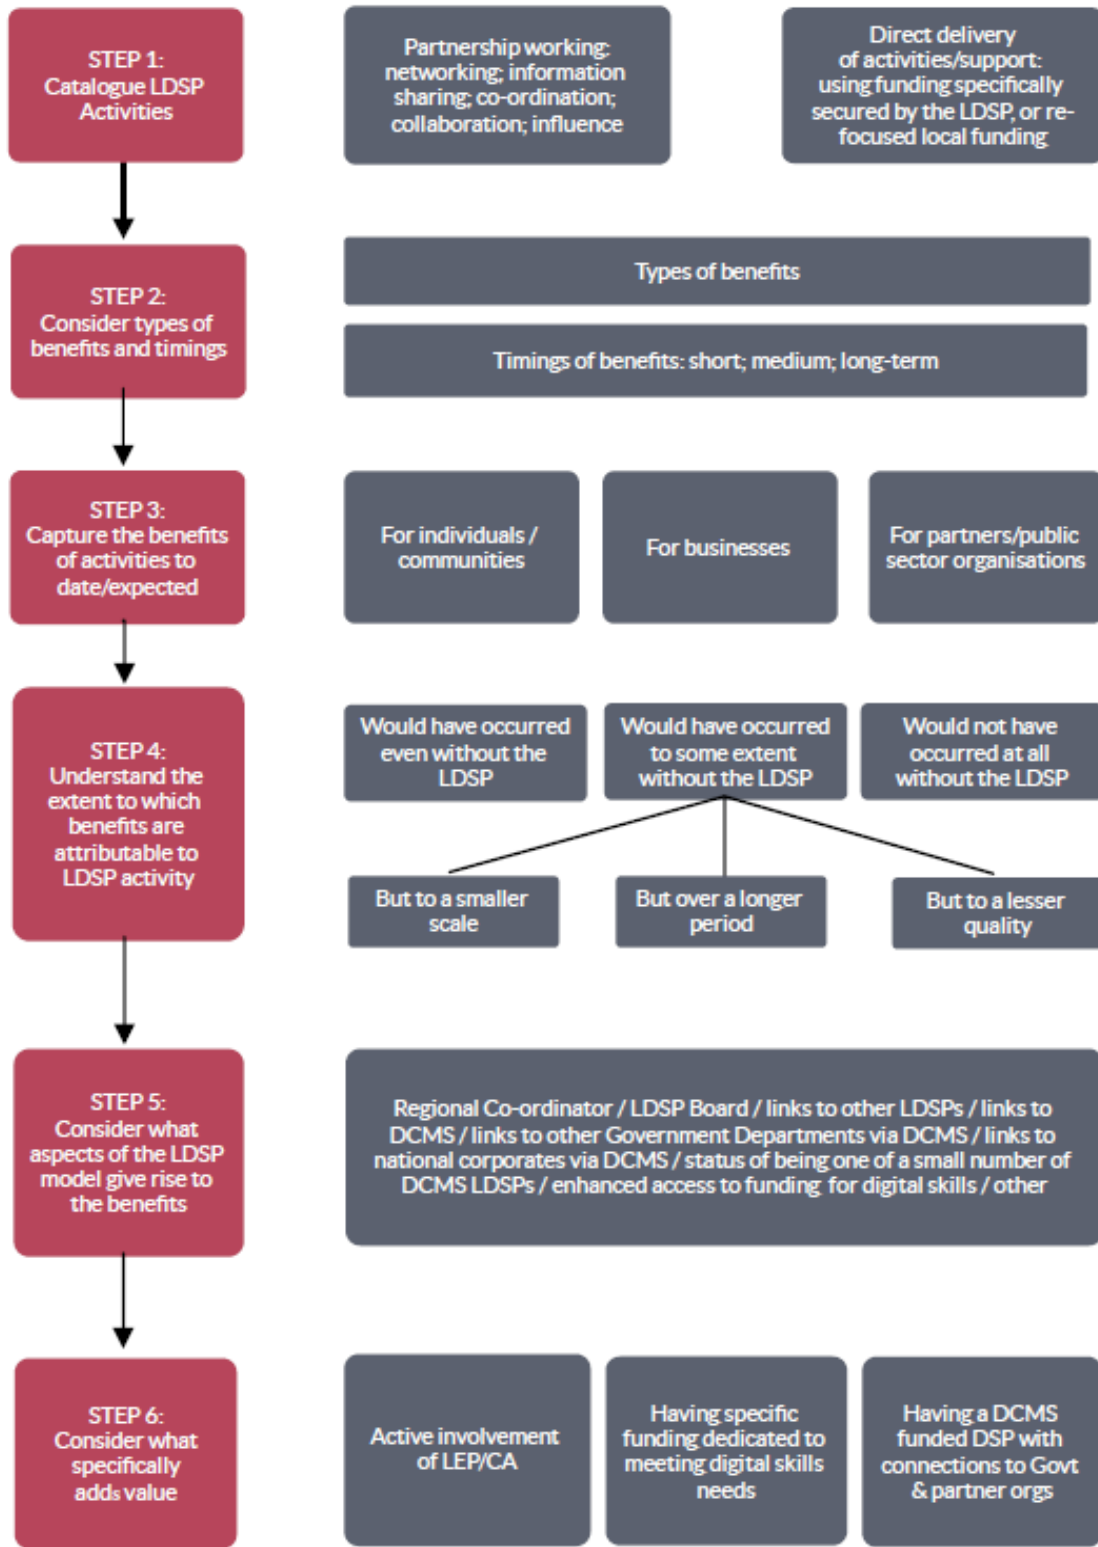 STEP 1:
Catalogue LDSP
Activities
Partnership working:
networking; information
sharing; co-ordination;
collaboration; influence
Direct delivery
of activities/support:
using funding specifically
secured by the LDSP, or re-
focused local funding
STEP 2:
Consider types of
benefits and timings
Types of benefits
Timings of benefits: short; medium; long-term
STEP 3:
Capture the benefits
of activities to
date/expected
For individuals /
communities
For businesses
For partners/public
sector organisations
STEP 4:
Understand the
extent to which
benefits are
attributable to
LDSP activity
Would have occurred
even without the
LDSP
Would have occurred
to some extent
without the LDSP
Would not have
occurred at all
without the LDSP
But to a smaller
scale
But over a longer
period
But to a lesser
quality
STEP 5:
Consider what
aspects of the LDSP
model give rise to
the benefits
Regional Co-ordinator / LDSP Board / links to other LDSPs / links to
DCMS / links to other Government Departments via DCMS / links to
national corporates via DCMS / status of being one of a small number of
DCMS LDSPs / enhanced access to funding for digital skills / other
STEP 6:
Consider what
specifically
adds value
Active involvement
of LEP/CA
Having specific
funding dedicated to
meeting digital skills
needs
Having a DCMS
funded DSP with
connections to Govt
& partner orgs